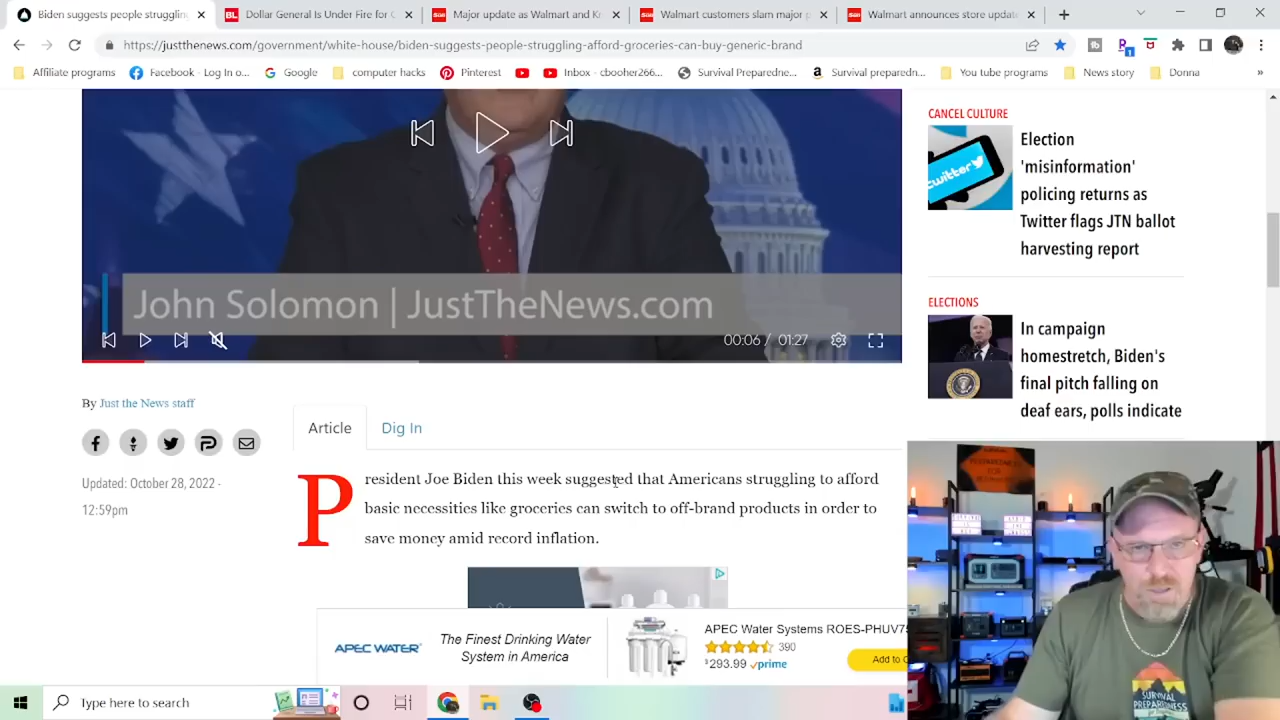 Biden suggests people struggling
Dollar General Is Under Fire for C
Major update as Walmart and Kr
Walmart customers slam major p
Walmart announces store update
https://justthenews.com/government/white-house/biden-suggests-people-struggling-afford-groceries-can-buy-generic-brand
Affiliate programs
Facebook - Log In o...
Google
computer hacks
Pinterest
Inbox - cbooher266...
Survival Preparedne...
Survival preparedn...
You tube programs
News story
Donna
»
John Solomon | JustTheNews.com
00:06 / 01:27
By Just the News staff
Updated: October 28, 2022 -
12:59pm
Article
Dig In
President Joe Biden this week suggested that Americans struggling to afford
basic necessities like groceries can switch to off-brand products in order to
save money amid record inflation.
APEC WATER
The Finest Drinking Water
System in America
APEC Water Systems ROES-PHUV75
390
$293.99 prime
Add to C
CANCEL CULTURE
twitter
Election
'misinformation'
policing returns as
Twitter flags JTN ballot
harvesting report
ELECTIONS
In campaign
homestretch, Biden's
final pitch falling on
deaf ears, polls indicate
SURVIVAL
PREPAREDNESS
Type here to search